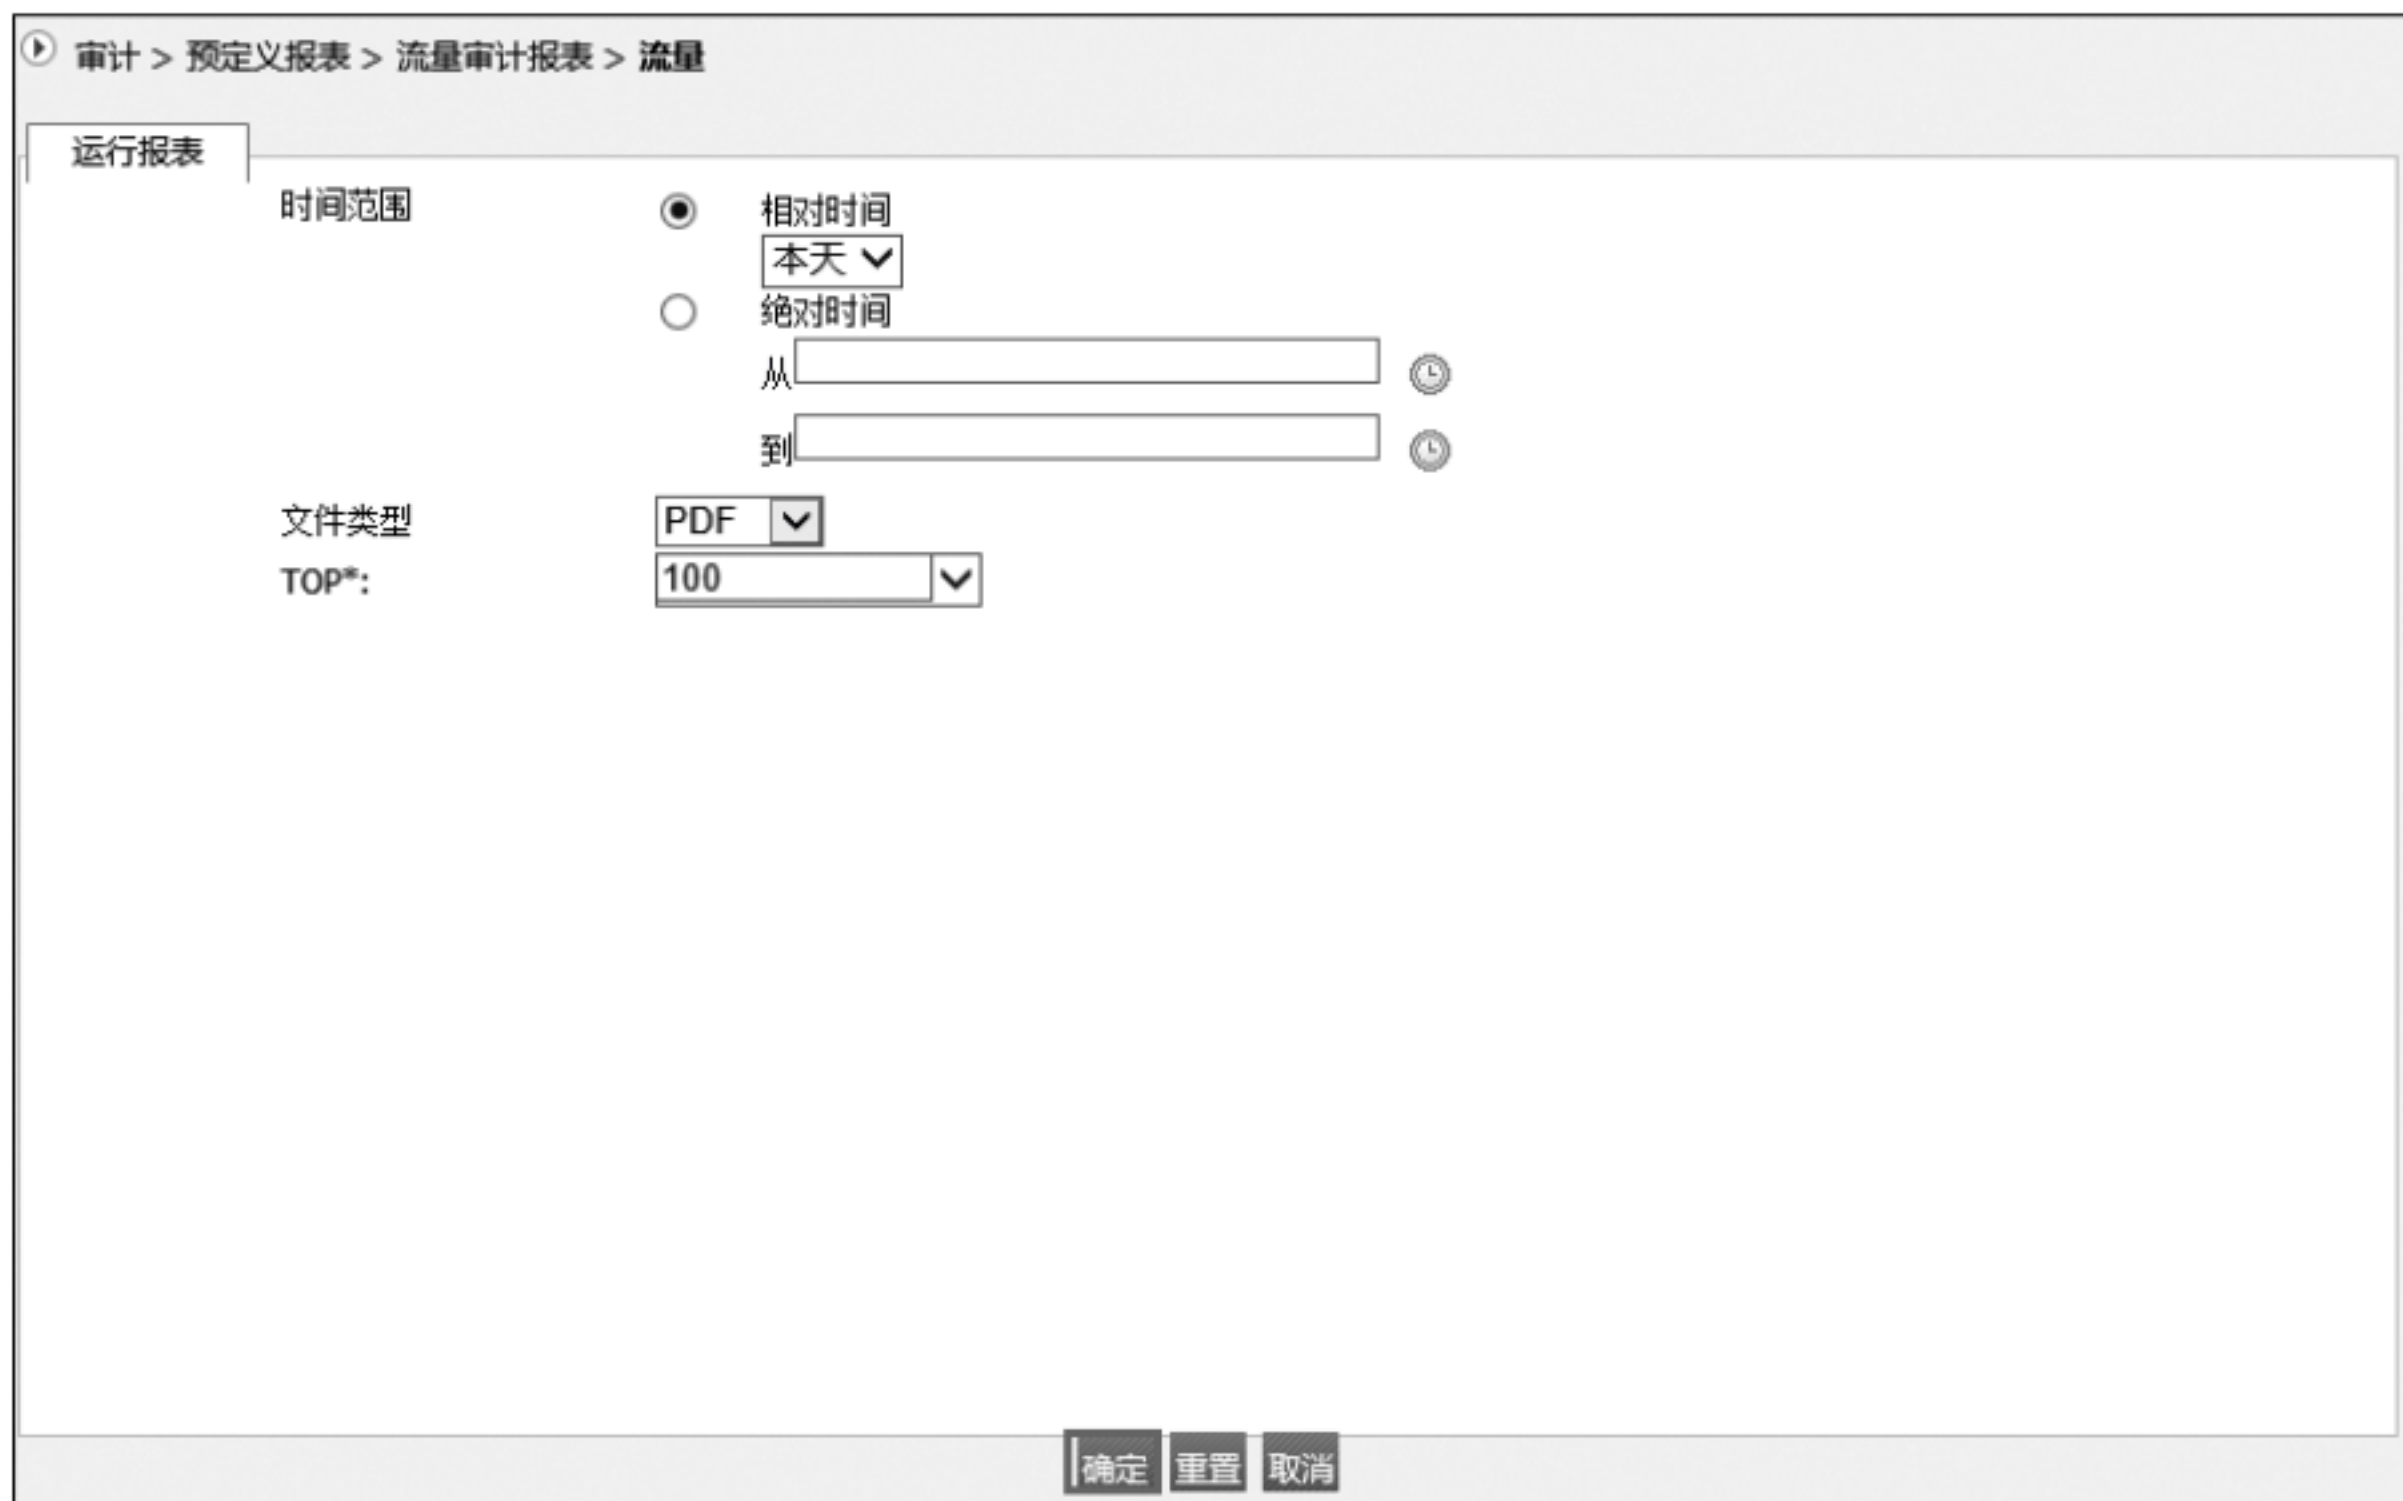 审计 > 预定义报表 > 流量审计报表 > 流量
运行报表
时间范围
相对时间
本天
绝对时间
从
到
文件类型 PDF
TOP*: 100
确定 重置 取消